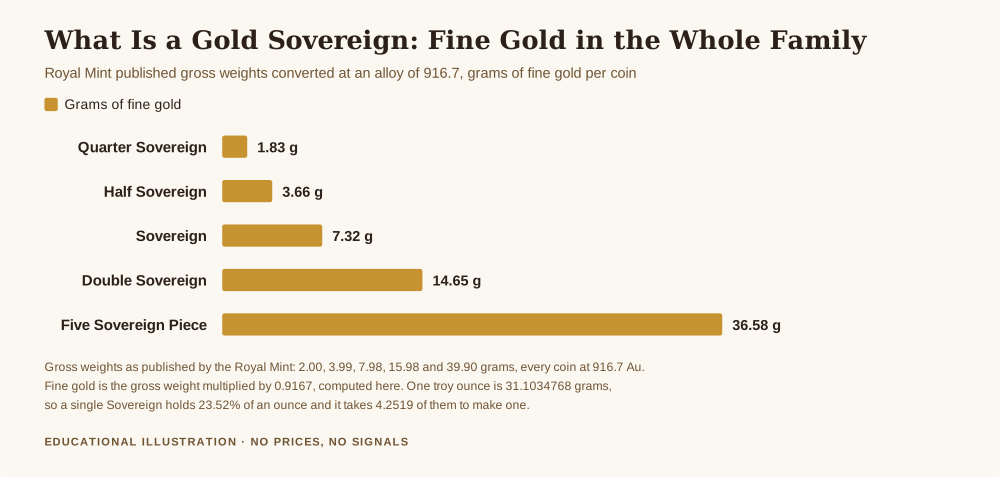 What Is a Gold Sovereign: Fine Gold in the Whole Family
Royal Mint published gross weights converted at an alloy of 916.7, grams of fine gold per coin
Grams of fine gold
Quarter Sovereign 1.83 g
Half Sovereign 3.66 g
Sovereign 7.32 g
Double Sovereign 14.65 g
Five Sovereign Piece 36.58 g
Gross weights as published by the Royal Mint: 2.00, 3.99, 7.98, 15.98 and 39.90 grams, every coin at 916.7 Au.
Fine gold is the gross weight multiplied by 0.9167, computed here. One troy ounce is 31.1034768 grams,
so a single Sovereign holds 23.52% of an ounce and it takes 4.2519 of them to make one.
EDUCATIONAL ILLUSTRATION · NO PRICES, NO SIGNALS